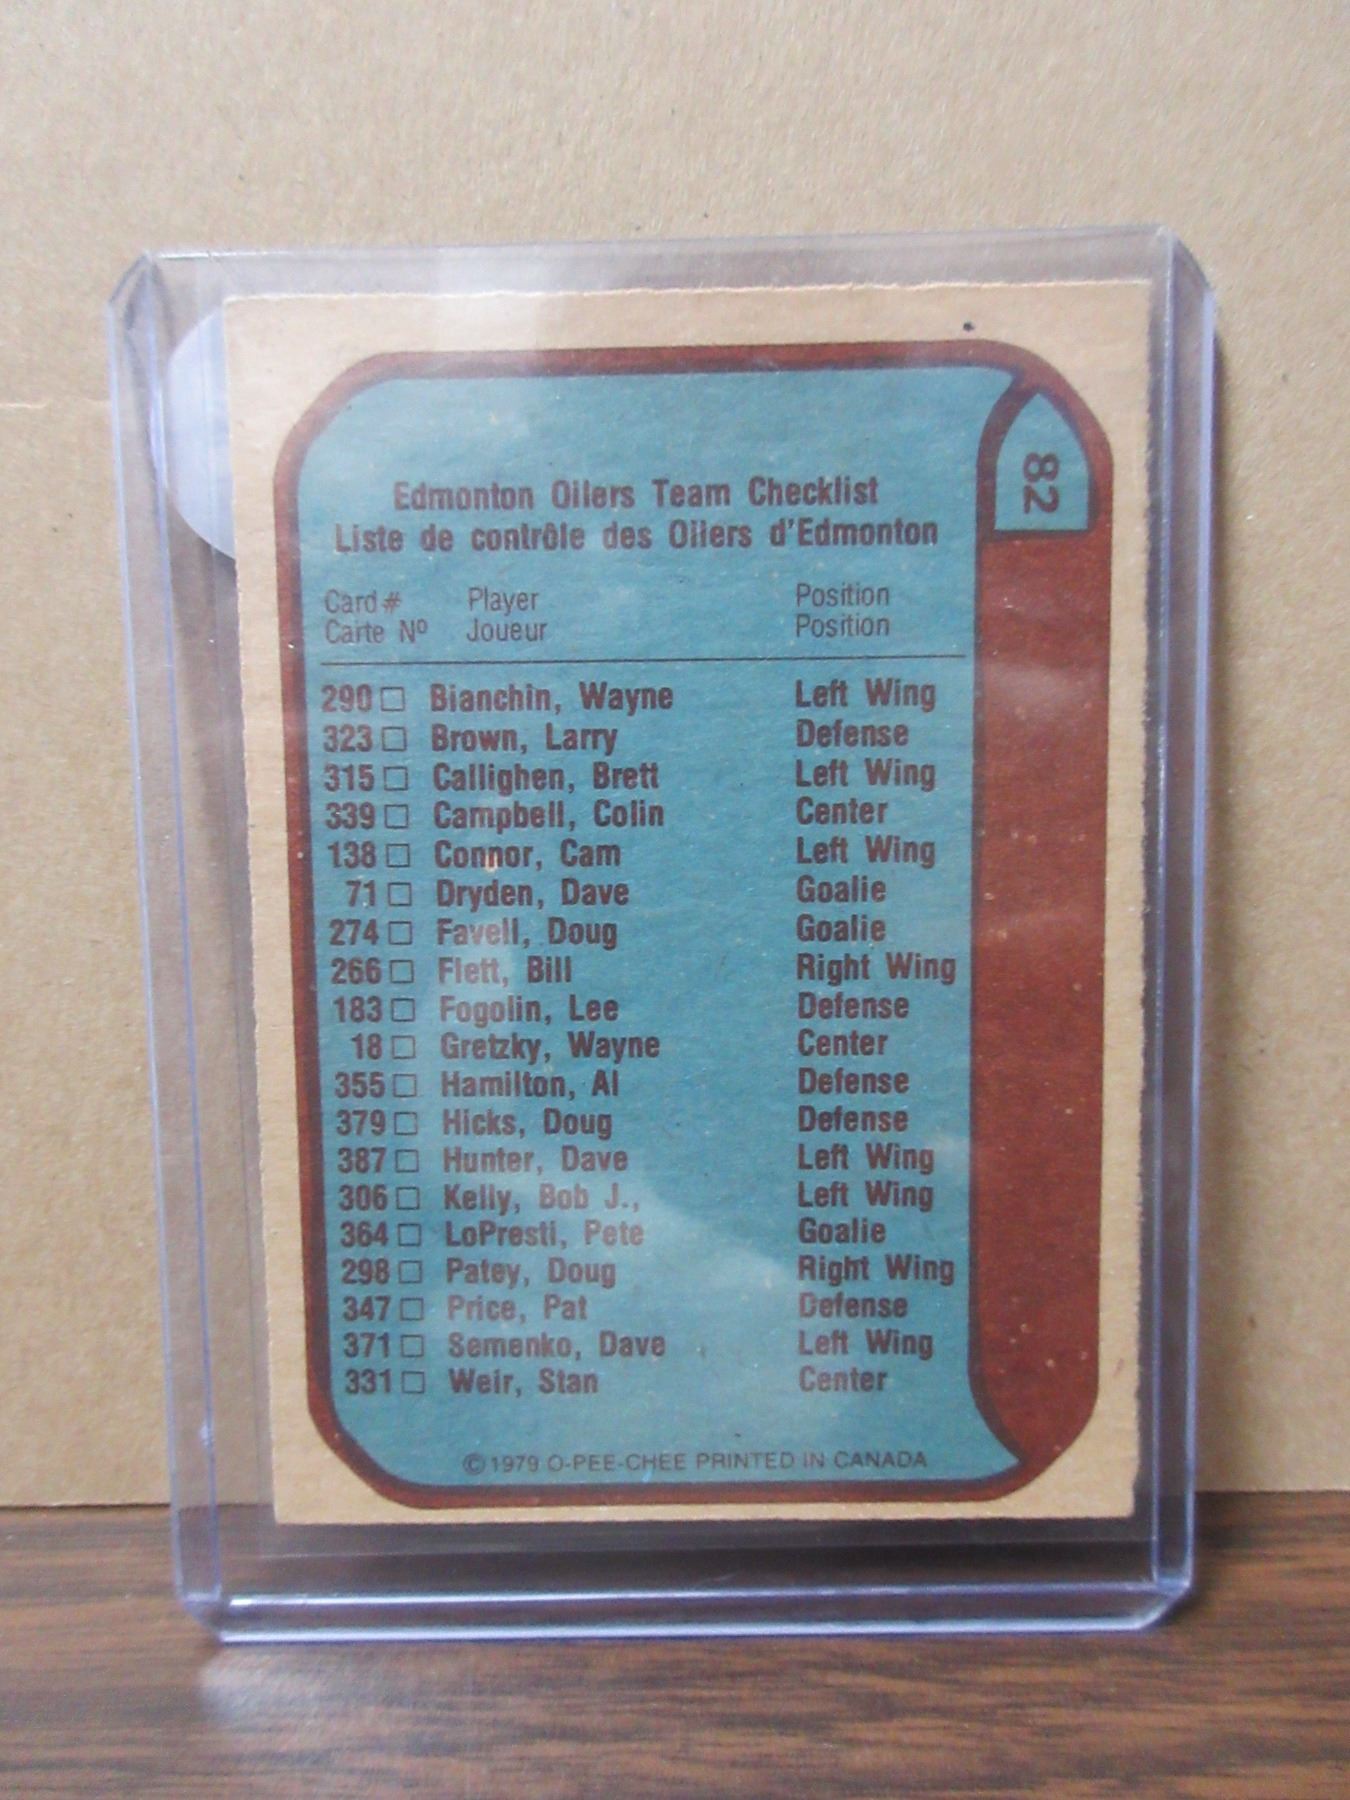 82
Edmonton Oilers Team Checklist
Liste de contrôle des Oilers d'Edmonton
Card # Player Position
Carte Nº Joueur Position
290 □ Bianchin, Wayne Left Wing
323 □ Brown, Larry Defense
315 □ Callighen, Brett Left Wing
339 □ Campbell, Colin Center
138 □ Connor, Cam Left Wing
71 □ Dryden, Dave Goalie
274 □ Favell, Doug Goalie
266 □ Flett, Bill Right Wing
183 □ Fogolin, Lee Defense
18 □ Gretzky, Wayne Center
355 □ Hamilton, Al Defense
379 □ Hicks, Doug Defense
387 □ Hunter, Dave Left Wing
306 □ Kelly, Bob J., Left Wing
364 □ LoPresti, Pete Goalie
298 □ Patey, Doug Right Wing
347 □ Price, Pat Defense
371 □ Semenko, Dave Left Wing
331 □ Weir, Stan Center
© 1979 O-PEE-CHEE PRINTED IN CANADA